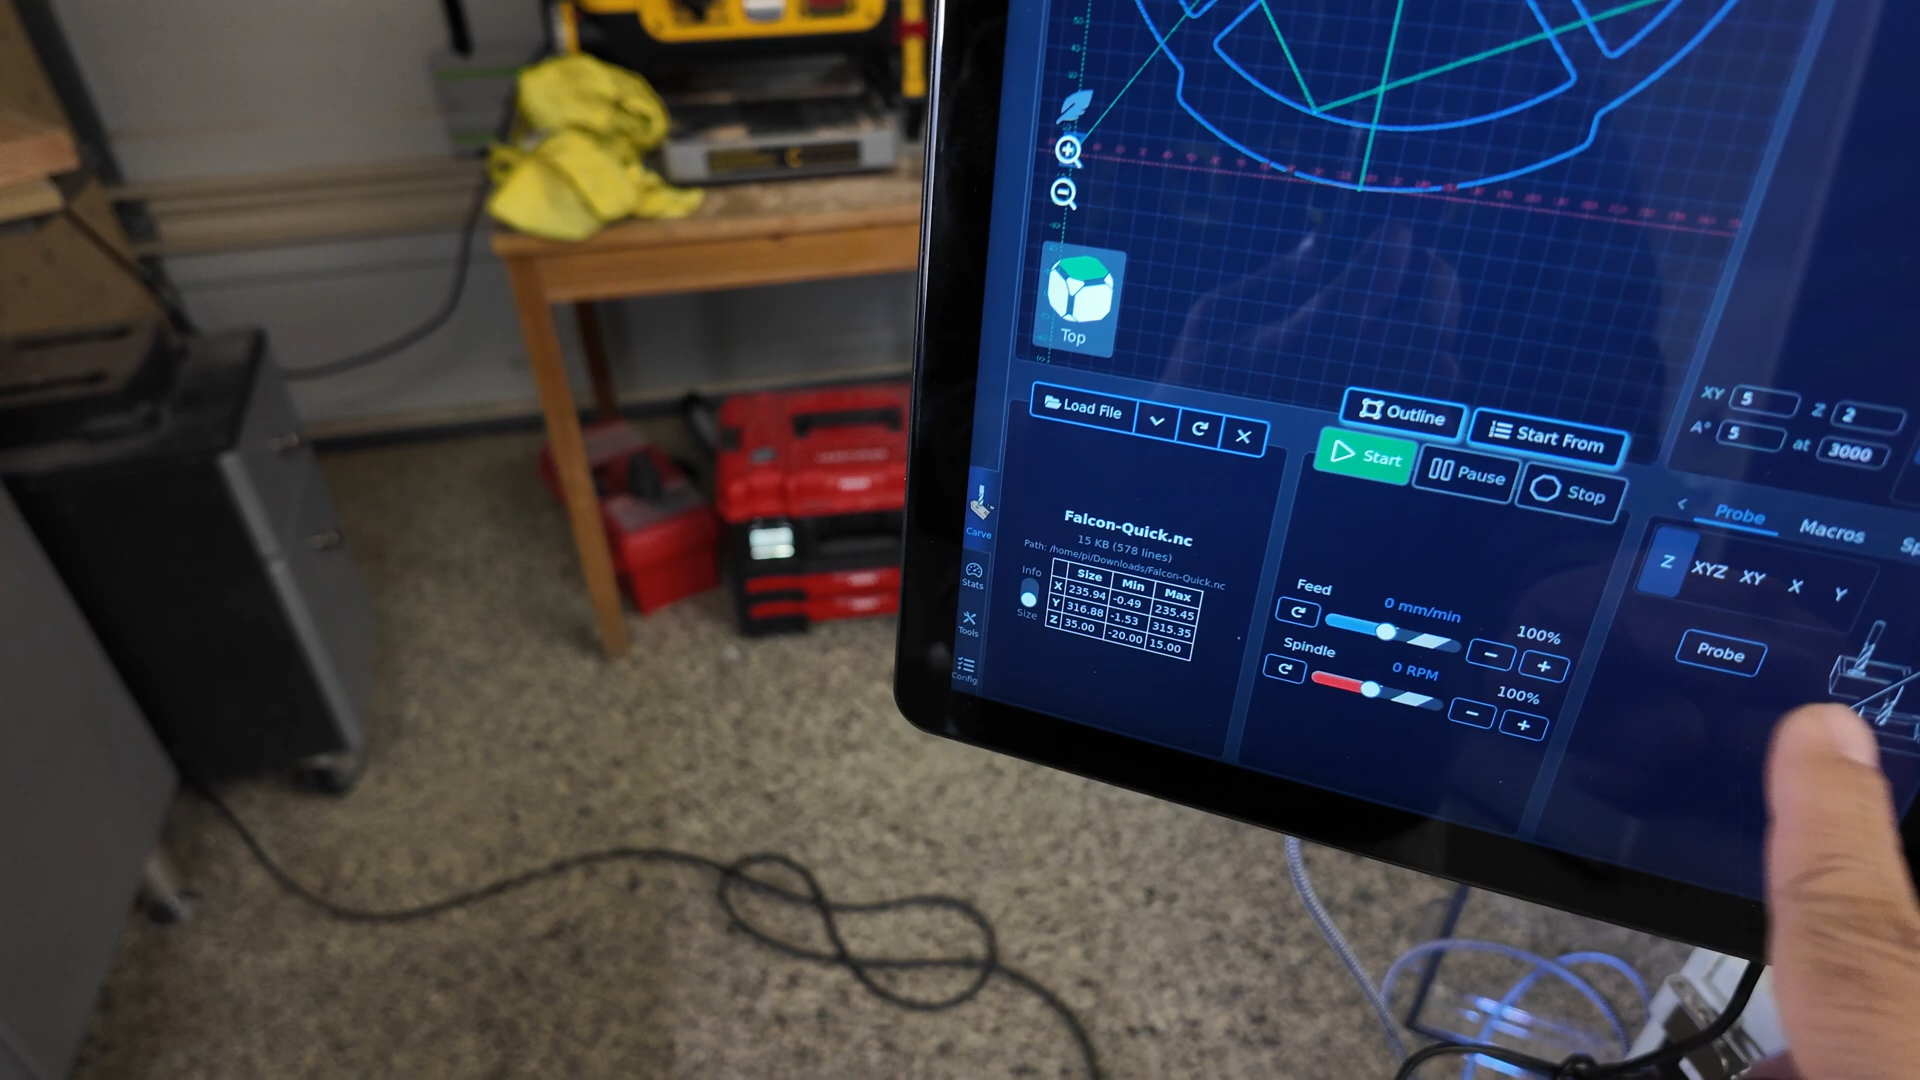 Top
Load File
Outline
Start From
Start
Pause
Stop
XY 5 Z 2
A° 5 at 3000
Carve
Stats
Tools
Config
Falcon-Quick.nc
15 KB (578 lines)
Path: /home/pi/Downloads/Falcon-Quick.nc
Info
Size
Size Min Max
X 235.94 -0.49 235.45
Y 316.88 -1.53 315.35
Z 35.00 -20.00 15.00
Feed
0 mm/min
100%
Spindle
0 RPM
100%
Probe Macros
Z XYZ XY X Y
Probe